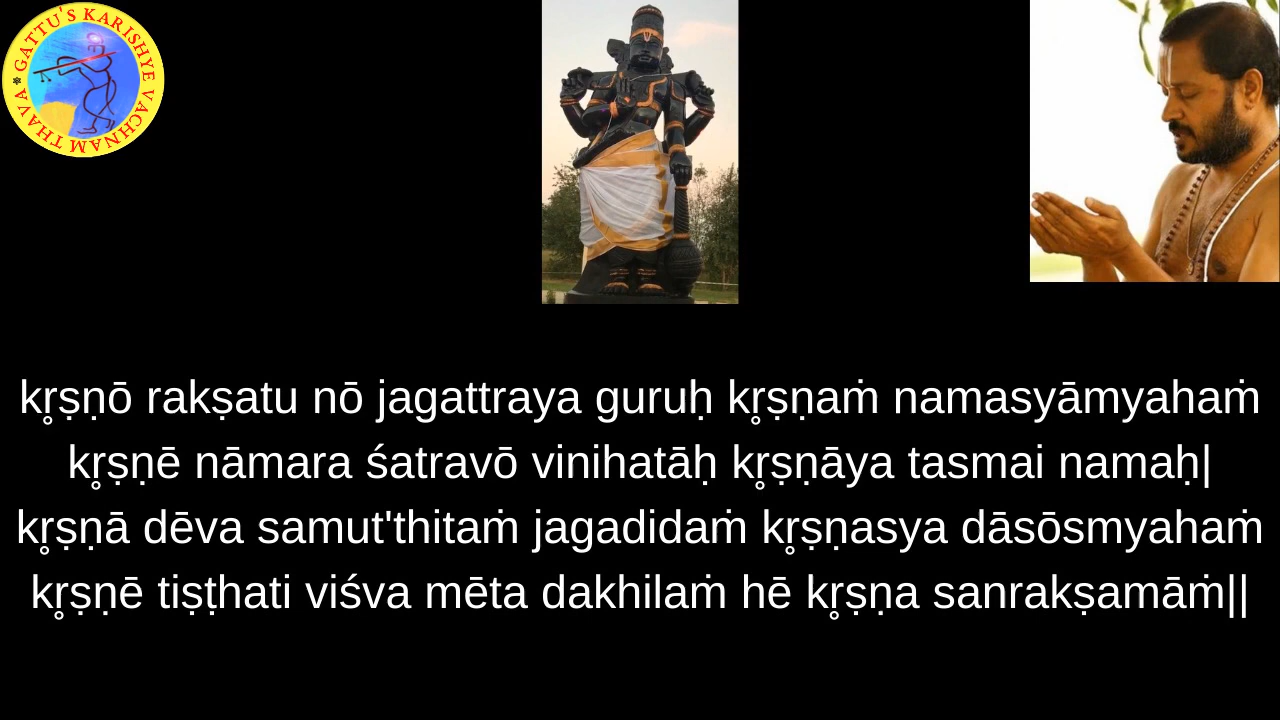 GATTU'S KARISHYE VACHNAM THAVA
kr̥ṣṇō rakṣatu nō jagattraya guruḥ kr̥ṣṇaṁ namasyāmyahaṁ
kr̥ṣṇē nāmara śatravō vinihatāḥ kr̥ṣṇāya tasmai namaḥ|
kr̥ṣṇā dēva samut'thitaṁ jagadidaṁ kr̥ṣṇasya dāsōsmyahaṁ
kr̥ṣṇē tiṣṭhati viśva mēta dakhilaṁ hē kr̥ṣṇa sanrakṣamāṁ||